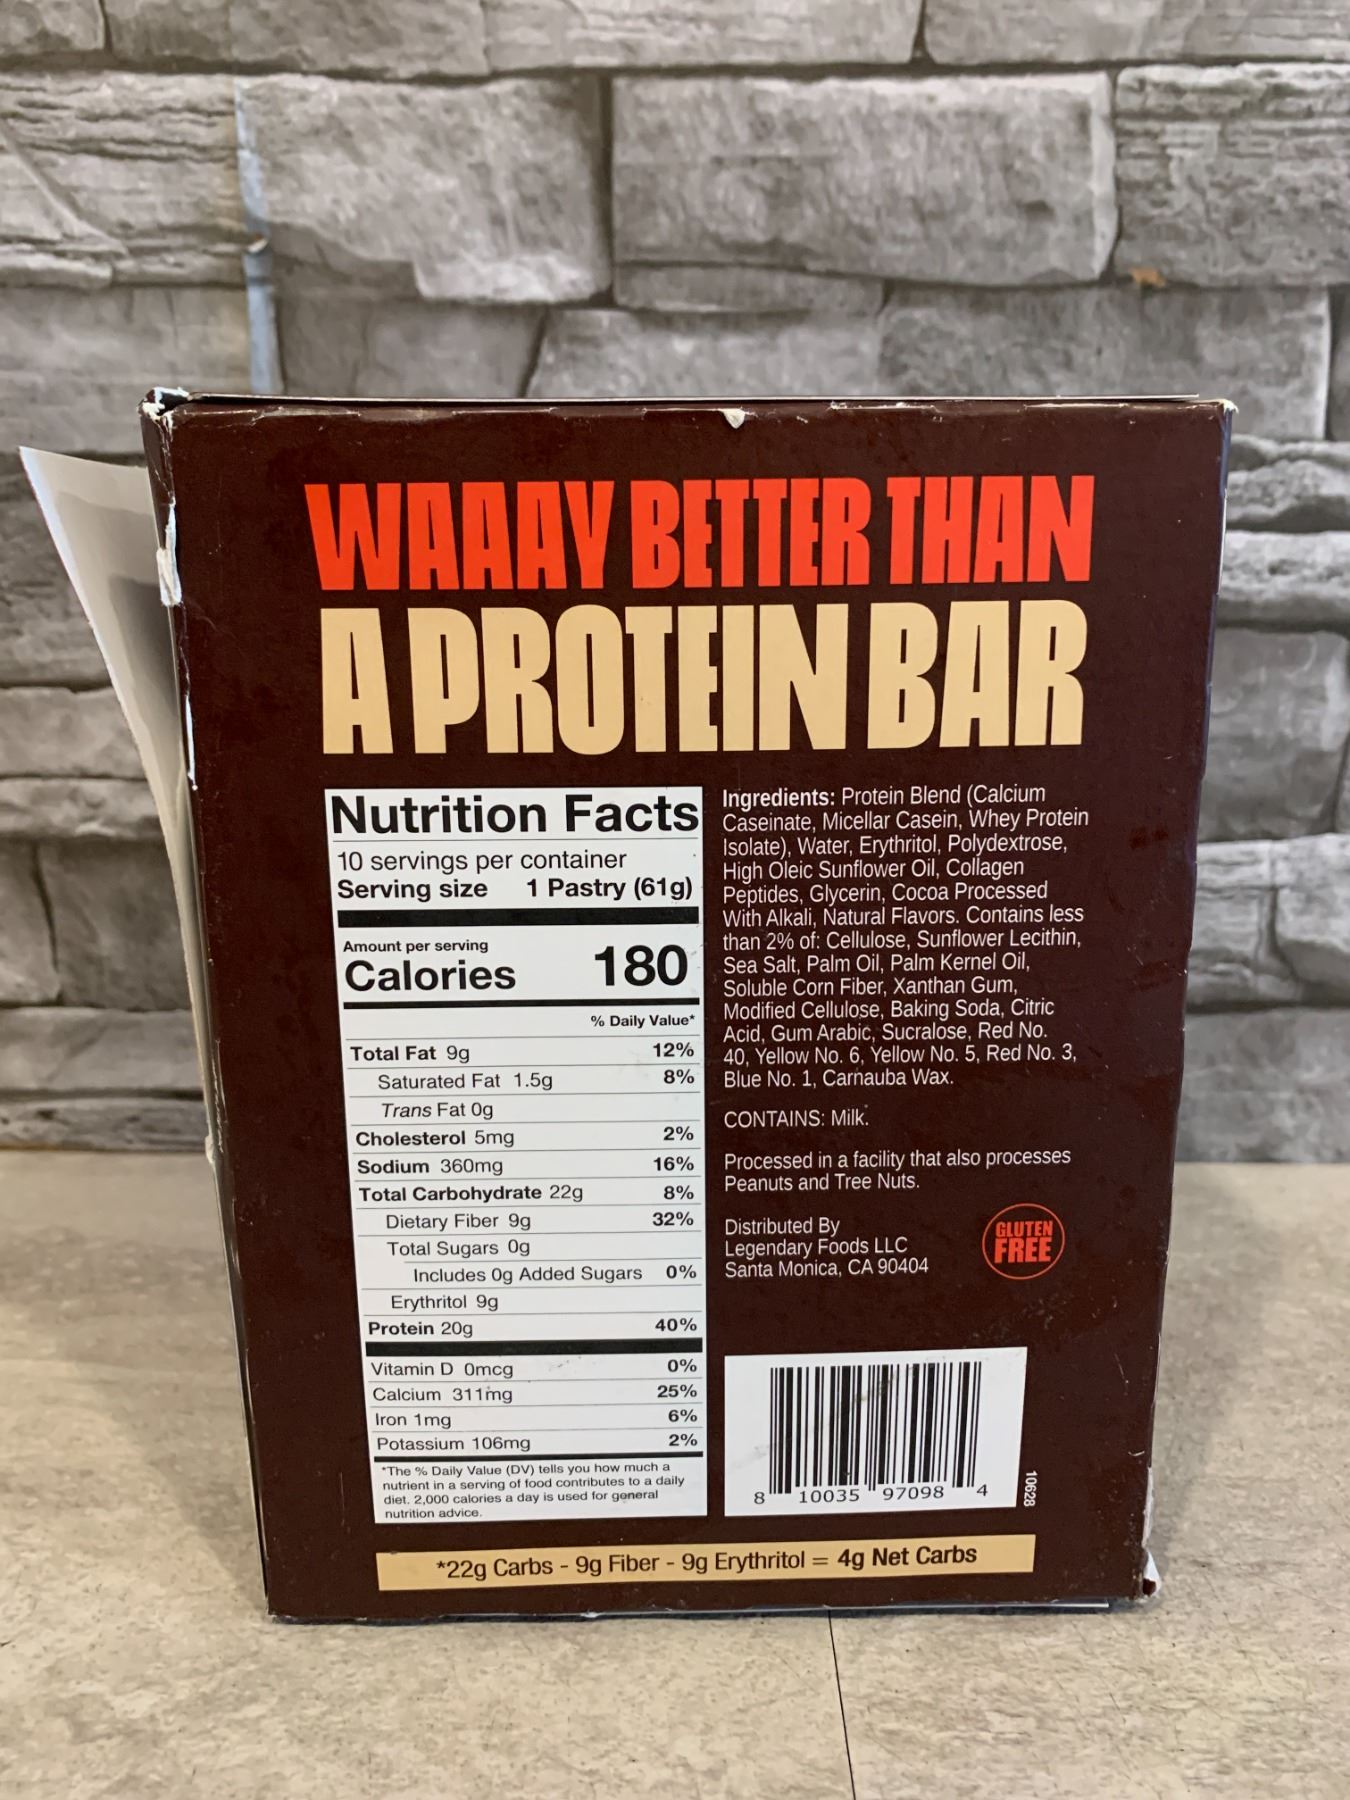 WAAAY BETTER THAN
A PROTEIN BAR
Nutrition Facts
10 servings per container
Serving size 1 Pastry (61g)
Amount per serving
Calories 180
% Daily Value*
Total Fat 9g 12%
Saturated Fat 1.5g 8%
Trans Fat 0g
Cholesterol 5mg 2%
Sodium 360mg 16%
Total Carbohydrate 22g 8%
Dietary Fiber 9g 32%
Total Sugars 0g
Includes 0g Added Sugars 0%
Erythritol 9g
Protein 20g 40%
Vitamin D 0mcg 0%
Calcium 311mg 25%
Iron 1mg 6%
Potassium 106mg 2%
*The % Daily Value (DV) tells you how much a
nutrient in a serving of food contributes to a daily
diet. 2,000 calories a day is used for general
nutrition advice.
Ingredients: Protein Blend (Calcium
Caseinate, Micellar Casein, Whey Protein
Isolate), Water, Erythritol, Polydextrose,
High Oleic Sunflower Oil, Collagen
Peptides, Glycerin, Cocoa Processed
With Alkali, Natural Flavors. Contains less
than 2% of: Cellulose, Sunflower Lecithin,
Sea Salt, Palm Oil, Palm Kernel Oil,
Soluble Corn Fiber, Xanthan Gum,
Modified Cellulose, Baking Soda, Citric
Acid, Gum Arabic, Sucralose, Red No.
40, Yellow No. 6, Yellow No. 5, Red No. 3,
Blue No. 1, Carnauba Wax.
CONTAINS: Milk.
Processed in a facility that also processes
Peanuts and Tree Nuts.
Distributed By
Legendary Foods LLC
Santa Monica, CA 90404
GLUTEN
FREE
8 10035 97098 4
10628
*22g Carbs - 9g Fiber - 9g Erythritol = 4g Net Carbs